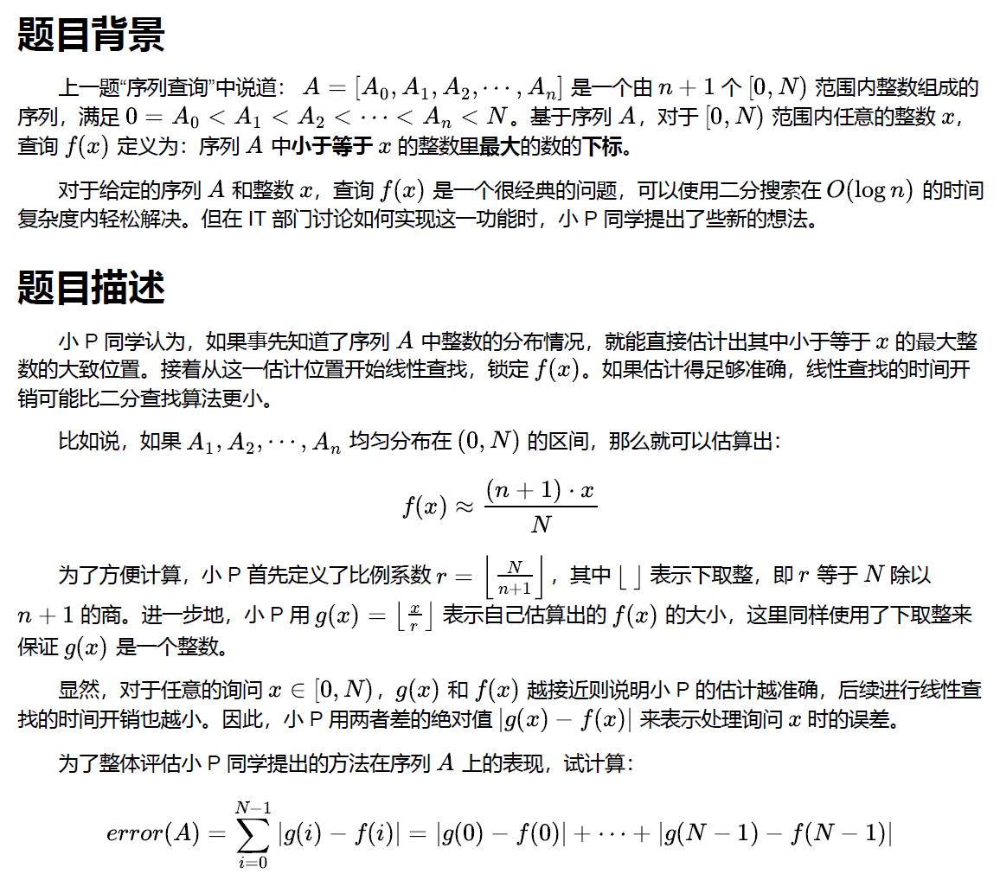 题目背景
上一题“序列查询”中说道： $A = [A_0, A_1, A_2, \cdots, A_n]$ 是一个由 $n + 1$ 个 $[0, N)$ 范围内整数组成的
序列，满足 $0 = A_0 < A_1 < A_2 < \cdots < A_n < N$。基于序列 $A$，对于 $[0, N)$ 范围内任意的整数 $x$，
查询 $f(x)$ 定义为：序列 $A$ 中小于等于 $x$ 的整数里最大的数的下标。
对于给定的序列 $A$ 和整数 $x$，查询 $f(x)$ 是一个很经典的问题，可以使用二分搜索在 $O(\log n)$ 的时间
复杂度内轻松解决。但在 IT 部门讨论如何实现这一功能时，小 P 同学提出了些新的想法。
题目描述
小 P 同学认为，如果事先知道了序列 $A$ 中整数的分布情况，就能直接估计出其中小于等于 $x$ 的最大整
数的大致位置。接着从这一估计位置开始线性查找，锁定 $f(x)$。如果估计得足够准确，线性查找的时间开
销可能比二分查找算法更小。
比如说，如果 $A_1, A_2, \cdots, A_n$ 均匀分布在 $(0, N)$ 的区间，那么就可以估算出：
$f(x) \approx \frac{(n + 1) \cdot x}{N}$
为了方便计算，小 P 首先定义了比例系数 $r = \left\lfloor \frac{N}{n+1} \right\rfloor$，其中 $\lfloor \ \rfloor$ 表示下取整，即 $r$ 等于 $N$ 除以
$n + 1$ 的商。进一步地，小 P 用 $g(x) = \left\lfloor \frac{x}{r} \right\rfloor$ 表示自己估算出的 $f(x)$ 的大小，这里同样使用了下取整来
保证 $g(x)$ 是一个整数。
显然，对于任意的询问 $x \in [0, N)$，$g(x)$ 和 $f(x)$ 越接近则说明小 P 的估计越准确，后续进行线性查
找的时间开销也越小。因此，小 P 用两者差的绝对值 $|g(x) - f(x)|$ 来表示处理询问 $x$ 时的误差。
为了整体评估小 P 同学提出的方法在序列 $A$ 上的表现，试计算：
$error(A) = \sum_{i=0}^{N-1} |g(i) - f(i)| = |g(0) - f(0)| + \cdots + |g(N - 1) - f(N - 1)|$